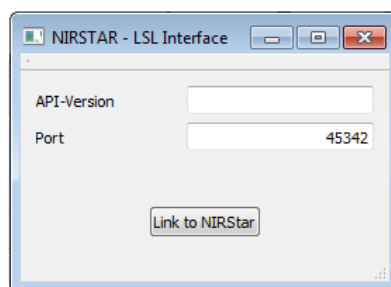 NIRSTAR - LSL Interface
API-Version
Port 45342
Link to NIRStar